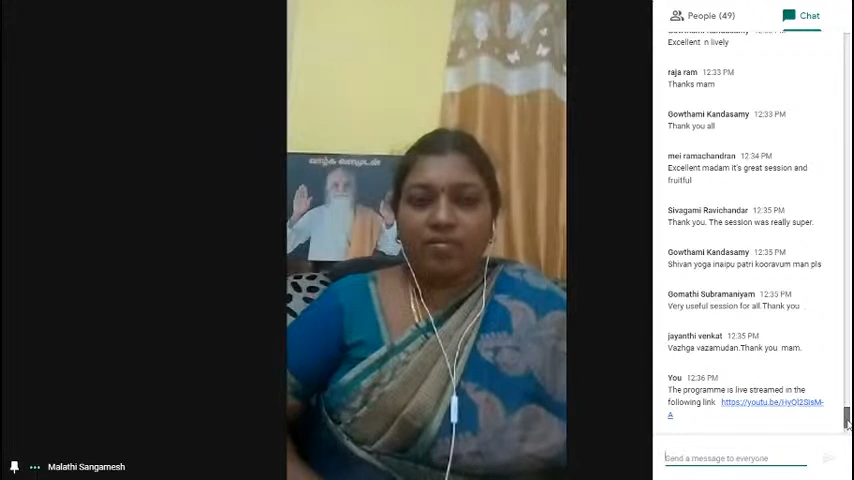 People (49)
Chat
Excellent n lively
raja ram 12:33 PM
Thanks mam
Gowthami Kandasamy 12:33 PM
Thank you all
mei ramachandran 12:34 PM
Excellent madam it's great session and
fruitful
Sivagami Ravichandar 12:35 PM
Thank you. The session was really super.
Gowthami Kandasamy 12:35 PM
Shivan yoga inaipu patri kooravum man pls
Gomathi Subramaniyam 12:35 PM
Very useful session for all.Thank you .
jayanthi venkat 12:35 PM
Vazhga vazamudan.Thank you mam.
You 12:36 PM
The programme is live streamed in the
following link
Send a message to everyone
வாழ்க வளமுடன்
Malathi Sangamesh